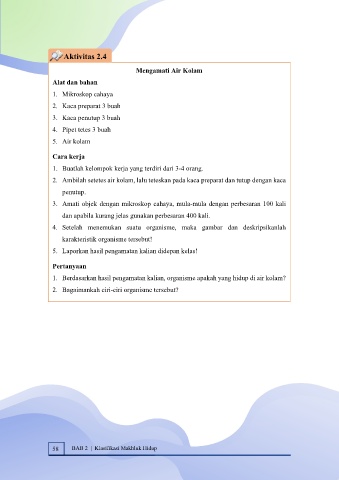 Aktivitas 2.4
Mengamati Air Kolam
Alat dan bahan
1. Mikroskop cahaya
2. Kaca preparat 3 buah
3. Kaca penutup 3 buah
4. Pipet tetes 3 buah
5. Air kolam
Cara kerja
1. Buatlah kelompok kerja yang terdiri dari 3-4 orang.
2. Ambilah setetes air kolam, lalu teteskan pada kaca preparat dan tutup dengan kaca
penutup.
3. Amati objek dengan mikroskop cahaya, mula-mula dengan perbesaran 100 kali
dan apabila kurang jelas gunakan perbesaran 400 kali.
4. Setelah menemukan suatu organisme, maka gambar dan deskripsikanlah
karakteristik organisme tersebut!
5. Laporkan hasil pengamatan kalian didepan kelas!
Pertanyaan
1. Berdasarkan hasil pengamatan kalian, organisme apakah yang hidup di air kolam?
2. Bagaimankah ciri-ciri organisme tersebut?
58 BAB 2 | Klasifikasi Makhluk Hidup